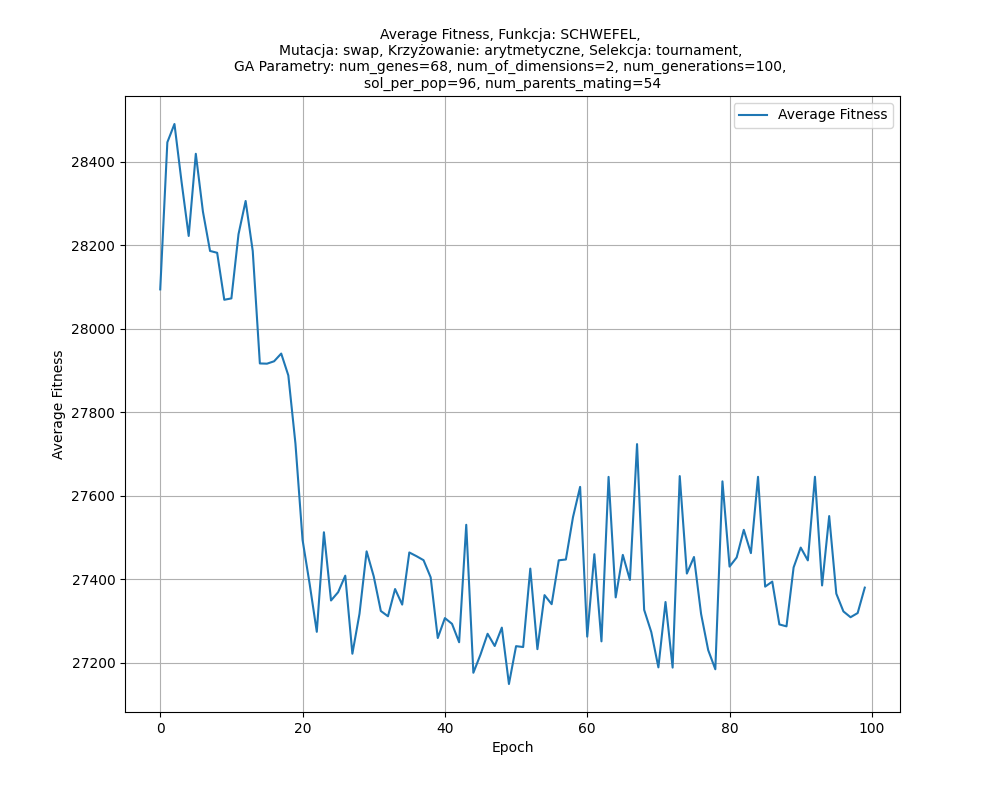 Average Fitness, Funkcja: SCHWEFEL,
Mutacja: swap, Krzyżowanie: arytmetyczne, Selekcja: tournament,
GA Parametry: num_genes=68, num_of_dimensions=2, num_generations=100,
sol_per_pop=96, num_parents_mating=54
Average Fitness
28400
28200
28000
27800
27600
27400
27200
Average Fitness
0 20 40 60 80 100
Epoch